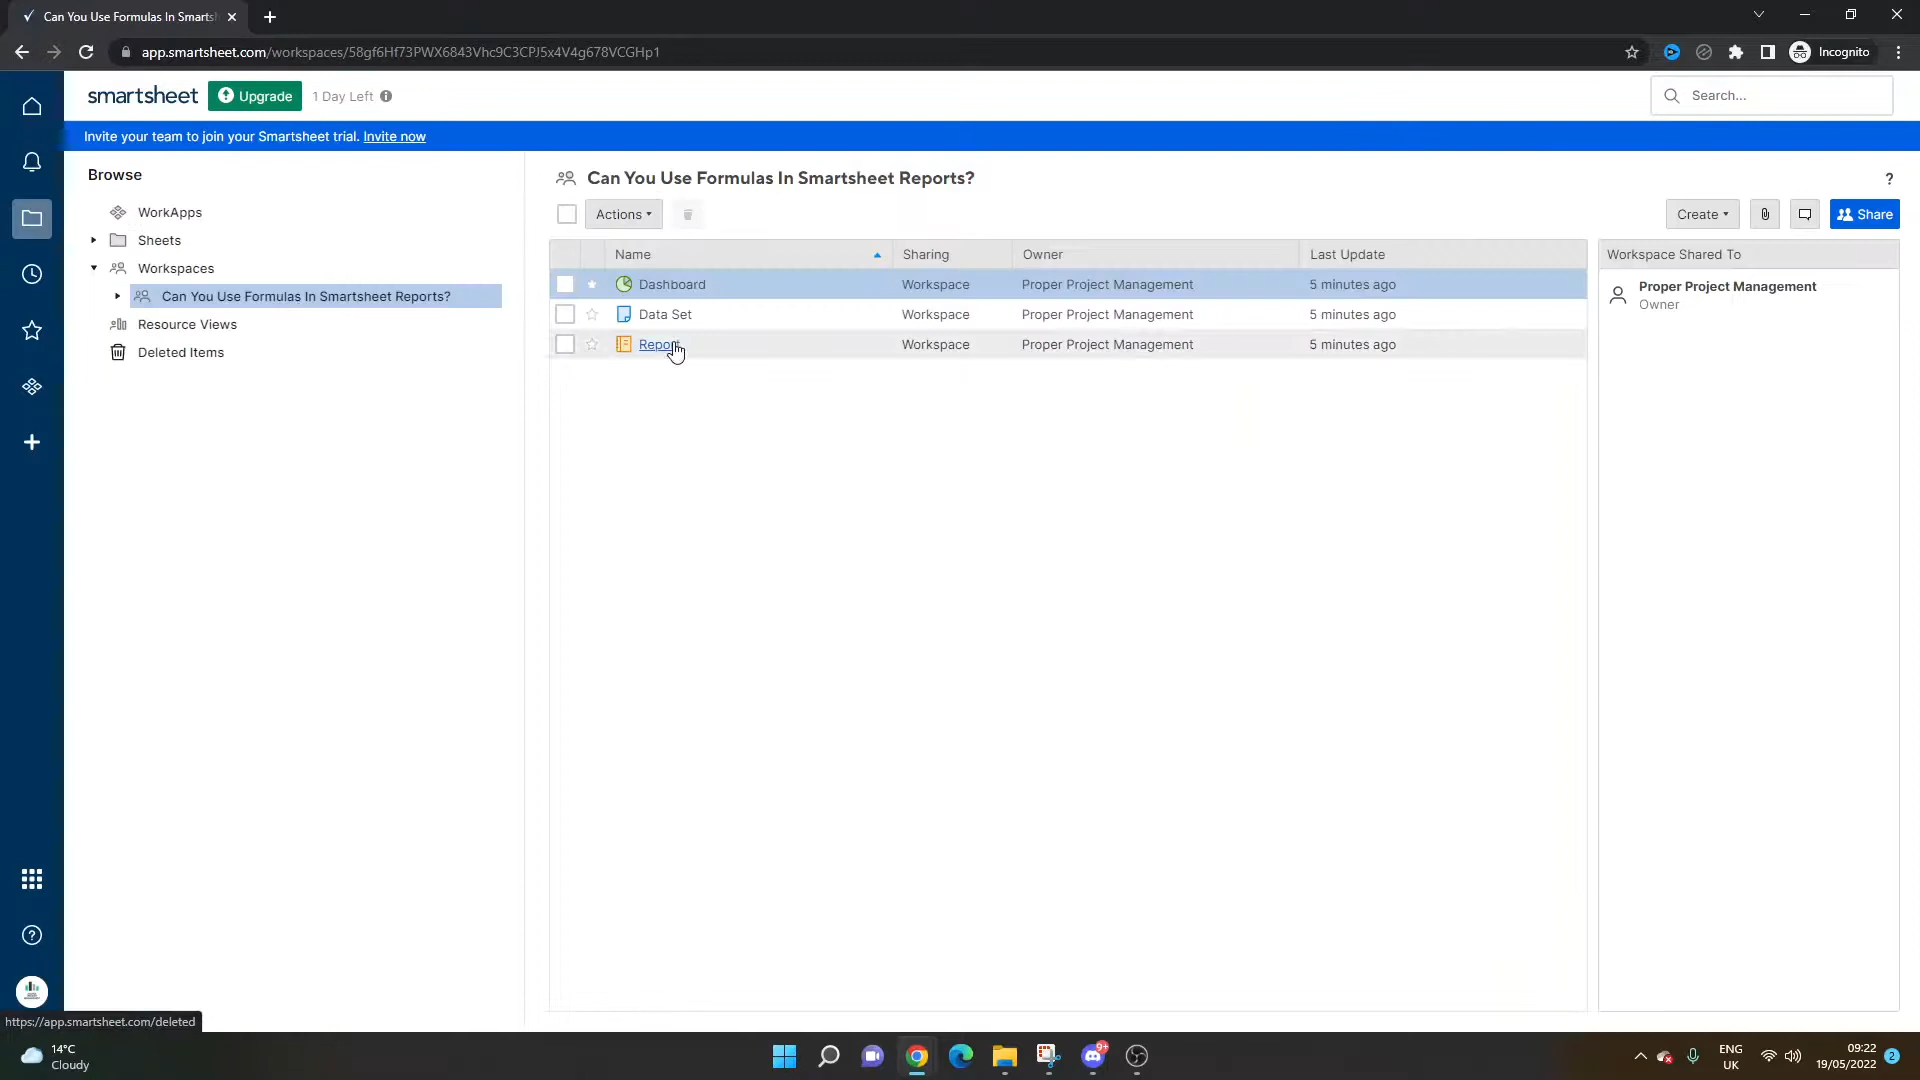 Can You Use Formulas In Smarts
app.smartsheet.com/workspaces/58gf6Hf73PWX6843Vhc9C3CPJ5x4V4g678VCGHp1
Incognito
smartsheet
Upgrade
1 Day Left
Search...
Invite your team to join your Smartsheet trial. Invite now
Browse
WorkApps
Sheets
Workspaces
Can You Use Formulas In Smartsheet Reports?
Resource Views
Deleted Items
Can You Use Formulas In Smartsheet Reports?
?
Actions
Create
Share
Name Sharing Owner Last Update
Dashboard Workspace Proper Project Management 5 minutes ago
Data Set Workspace Proper Project Management 5 minutes ago
Report Workspace Proper Project Management 5 minutes ago
Workspace Shared To
Proper Project Management
Owner
https://app.smartsheet.com/deleted
14°C
Cloudy
9+
ENG
UK
09:22
19/05/2022
2